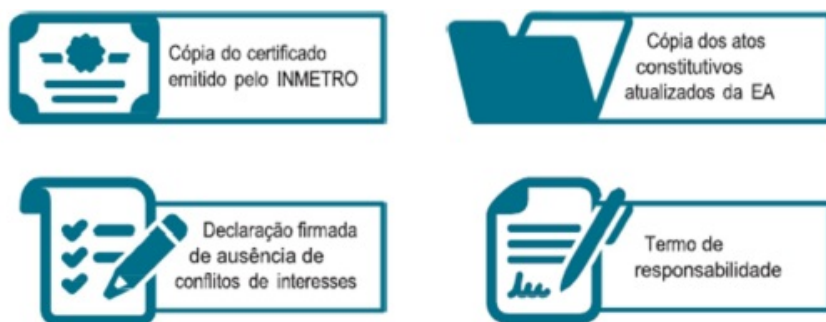 Cópia do certificado
emitido pelo INMETRO
Cópia dos atos
constitutivos
atualizados da EA
Declaração firmada
de ausência de
conflitos de interesses
Termo de
responsabilidade